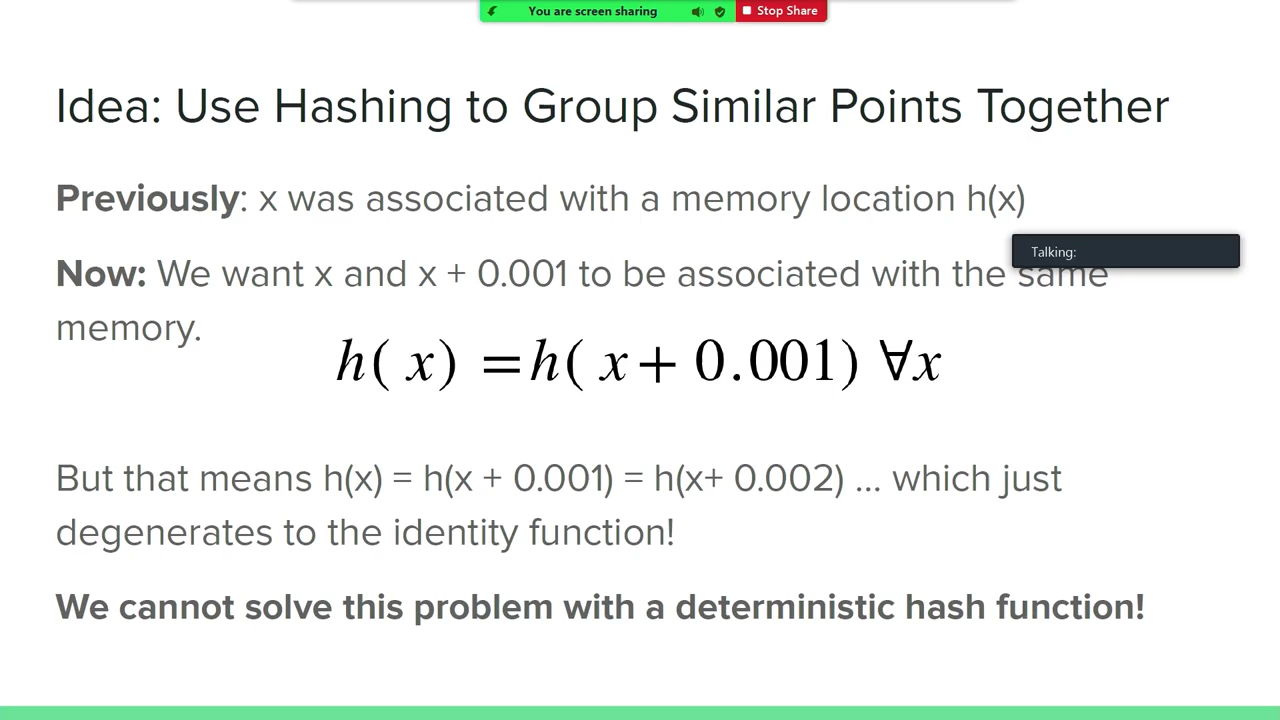 You are screen sharing
Stop Share
Idea: Use Hashing to Group Similar Points Together
Previously: x was associated with a memory location h(x)
Talking:
Now: We want x and x + 0.001 to be associated with the same
memory.
h( x) =h( x+ 0.001) ∀x
But that means h(x) = h(x + 0.001) = h(x+ 0.002) ... which just
degenerates to the identity function!
We cannot solve this problem with a deterministic hash function!